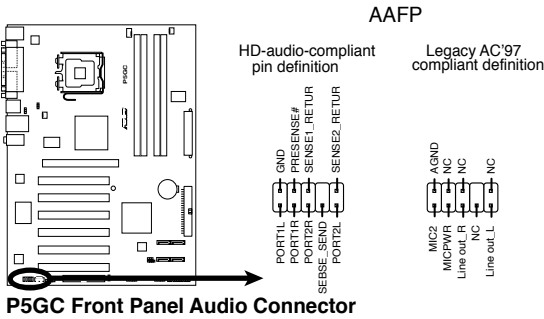 AAFP
HD-audio-compliant
pin definition
Legacy AC'97
compliant definition
P5GC
GND
PRESENSE#
SENSE1_RETUR
SENSE2_RETUR
PORT1L
PORT1R
PORT2R
SEBSE_SEND
PORT2L
AGND
NC
NC
NC
MIC2
MICPWR
Line out_R
NC
Line out_L
P5GC Front Panel Audio Connector